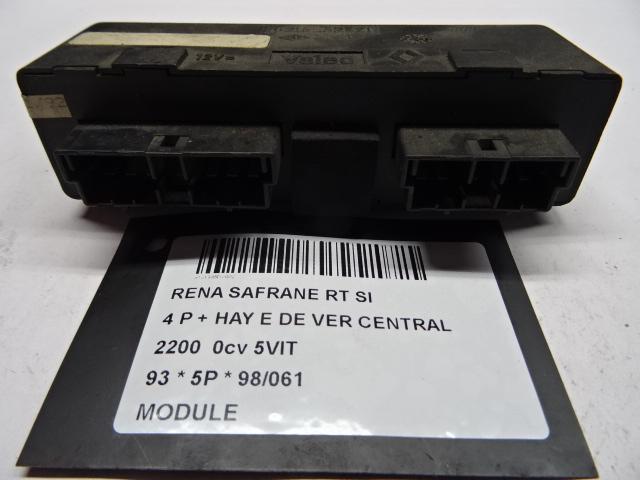 12V=
Valeo
RENA SAFRANE RT SI
4 P + HAY E DE VER CENTRAL
2200 0cv 5VIT
93 * 5P * 98/061
MODULE